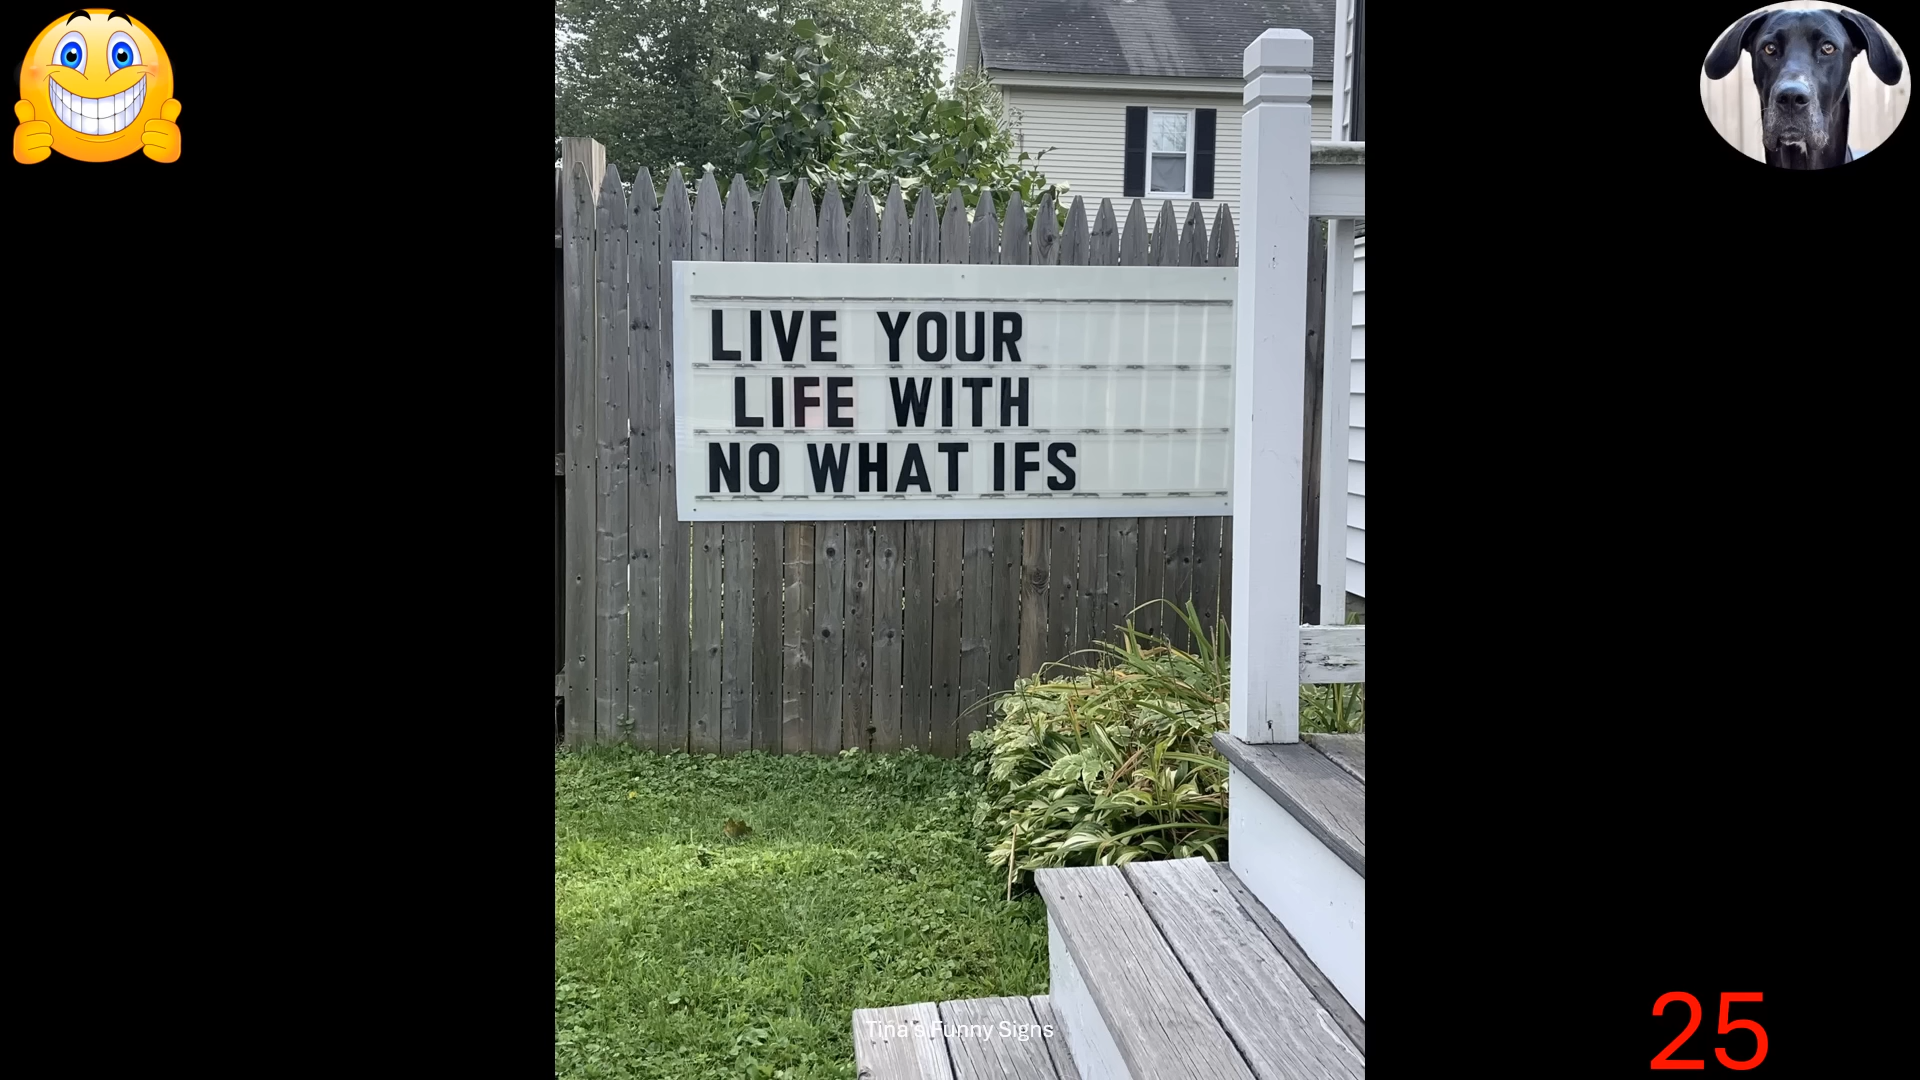 LIVE YOUR
LIFE WITH
NO WHAT IFS
Tina's Funny Signs
25